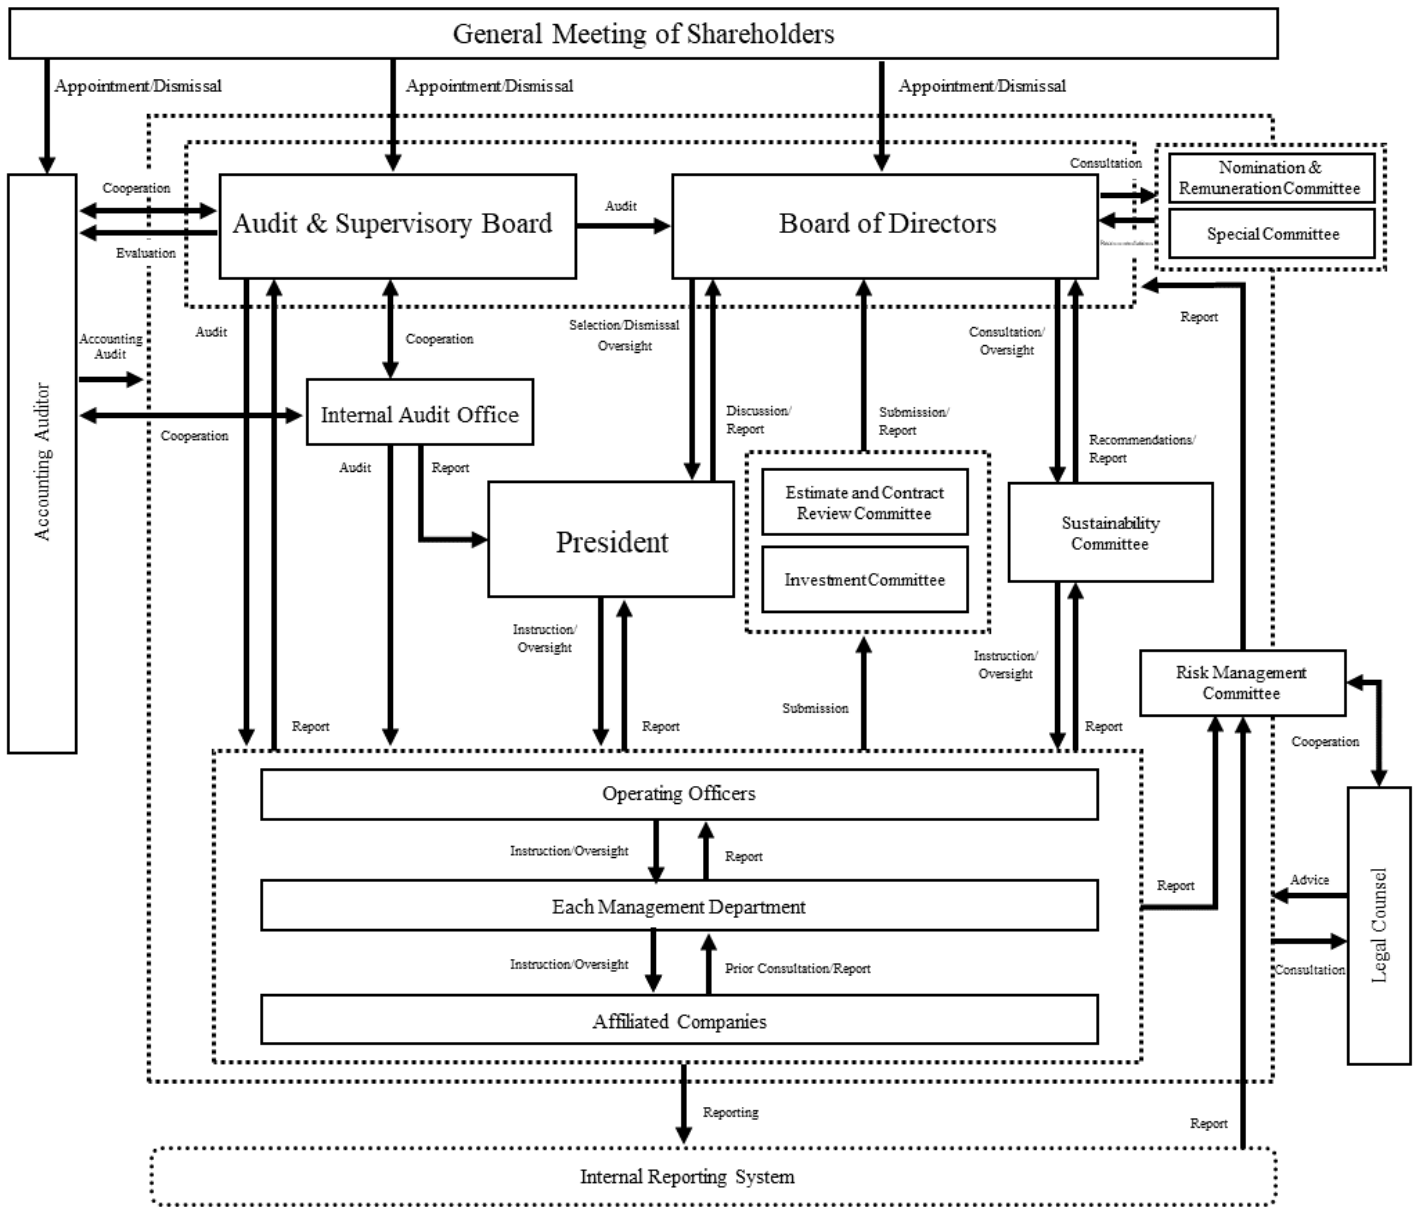 General Meeting of Shareholders
Appointment/Dismissal
Appointment/Dismissal
Appointment/Dismissal
Consultation
Nomination &
Remuneration Committee
Special Committee
Cooperation
Evaluation
Audit & Supervisory Board
Audit
Board of Directors
Accounting
Audit
Accounting Auditor
Cooperation
Audit
Cooperation
Selection/Dismissal
Oversight
Consultation/
Oversight
Report
Internal Audit Office
Discussion/
Report
Submission/
Report
Recommendations/
Report
Audit
Report
President
Estimate and Contract
Review Committee
Investment Committee
Sustainability
Committee
Instruction/
Oversight
Instruction/
Oversight
Risk Management
Committee
Report
Report
Submission
Report
Cooperation
Operating Officers
Instruction/Oversight
Report
Each Management Department
Report
Advice
Legal Counsel
Consultation
Instruction/Oversight
Prior Consultation/Report
Affiliated Companies
Reporting
Report
Internal Reporting System